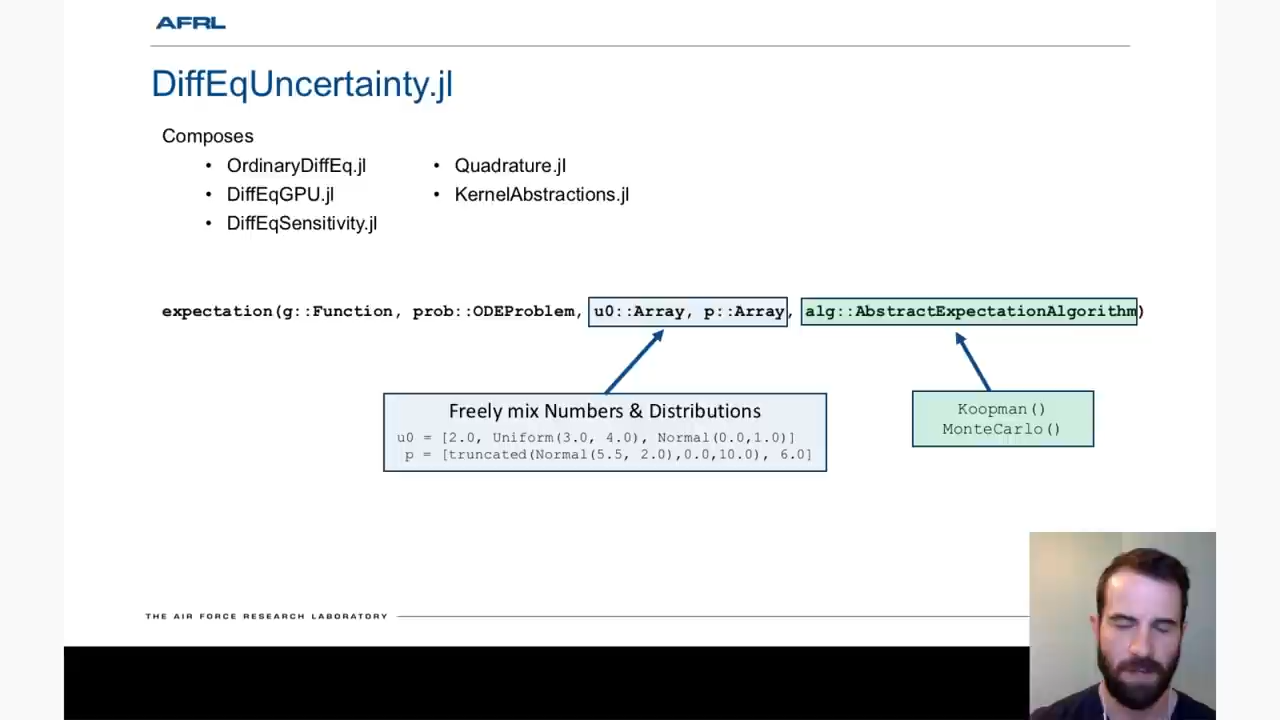 AFRL
DiffEqUncertainty.jl
Composes
• OrdinaryDiffEq.jl
• DiffEqGPU.jl
• DiffEqSensitivity.jl
• Quadrature.jl
• KernelAbstractions.jl
expectation(g::Function, prob::ODEProblem, u0::Array, p::Array, alg::AbstractExpectationAlgorithm)
Freely mix Numbers & Distributions
u0 = [2.0, Uniform(3.0, 4.0), Normal(0.0,1.0)]
p = [truncated(Normal(5.5, 2.0),0.0,10.0), 6.0]
Koopman()
MonteCarlo()
THE AIR FORCE RESEARCH LABORATORY